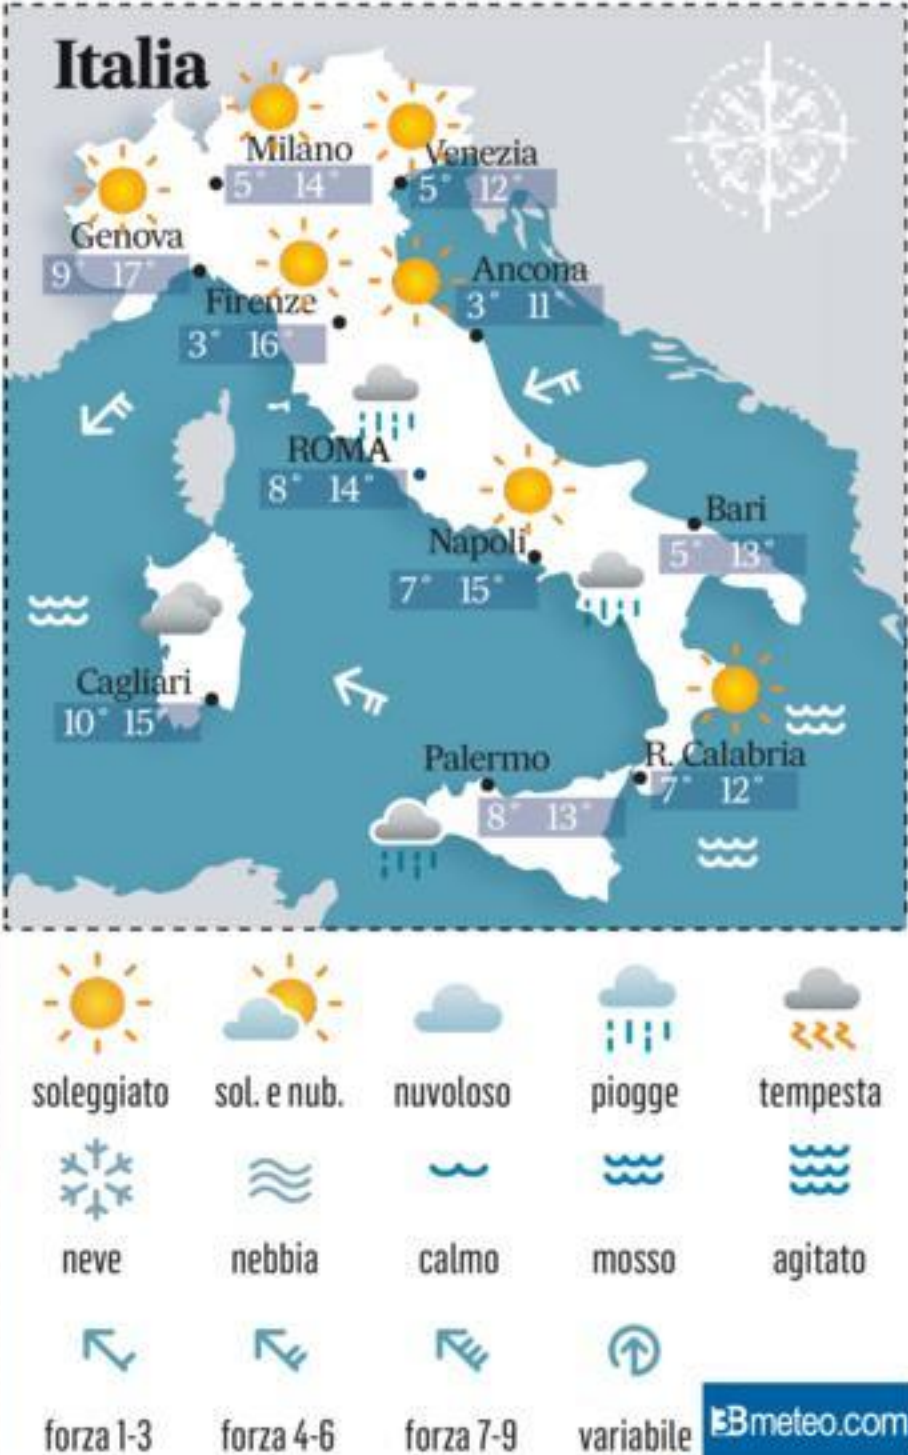 Italia
Milano
5° 14°
Venezia
5° 12°
Genova
9° 17°
Firenze
3° 16°
Ancona
3° 11°
ROMA
8° 14°
Napoli
7° 15°
Bari
5° 13°
Cagliari
10° 15°
Palermo
8° 13°
R. Calabria
7° 12°
soleggiato sol. e nub. nuvoloso piogge tempesta
neve nebbia calmo mosso agitato
forza 1-3 forza 4-6 forza 7-9 variabile
3Bmeteo.com